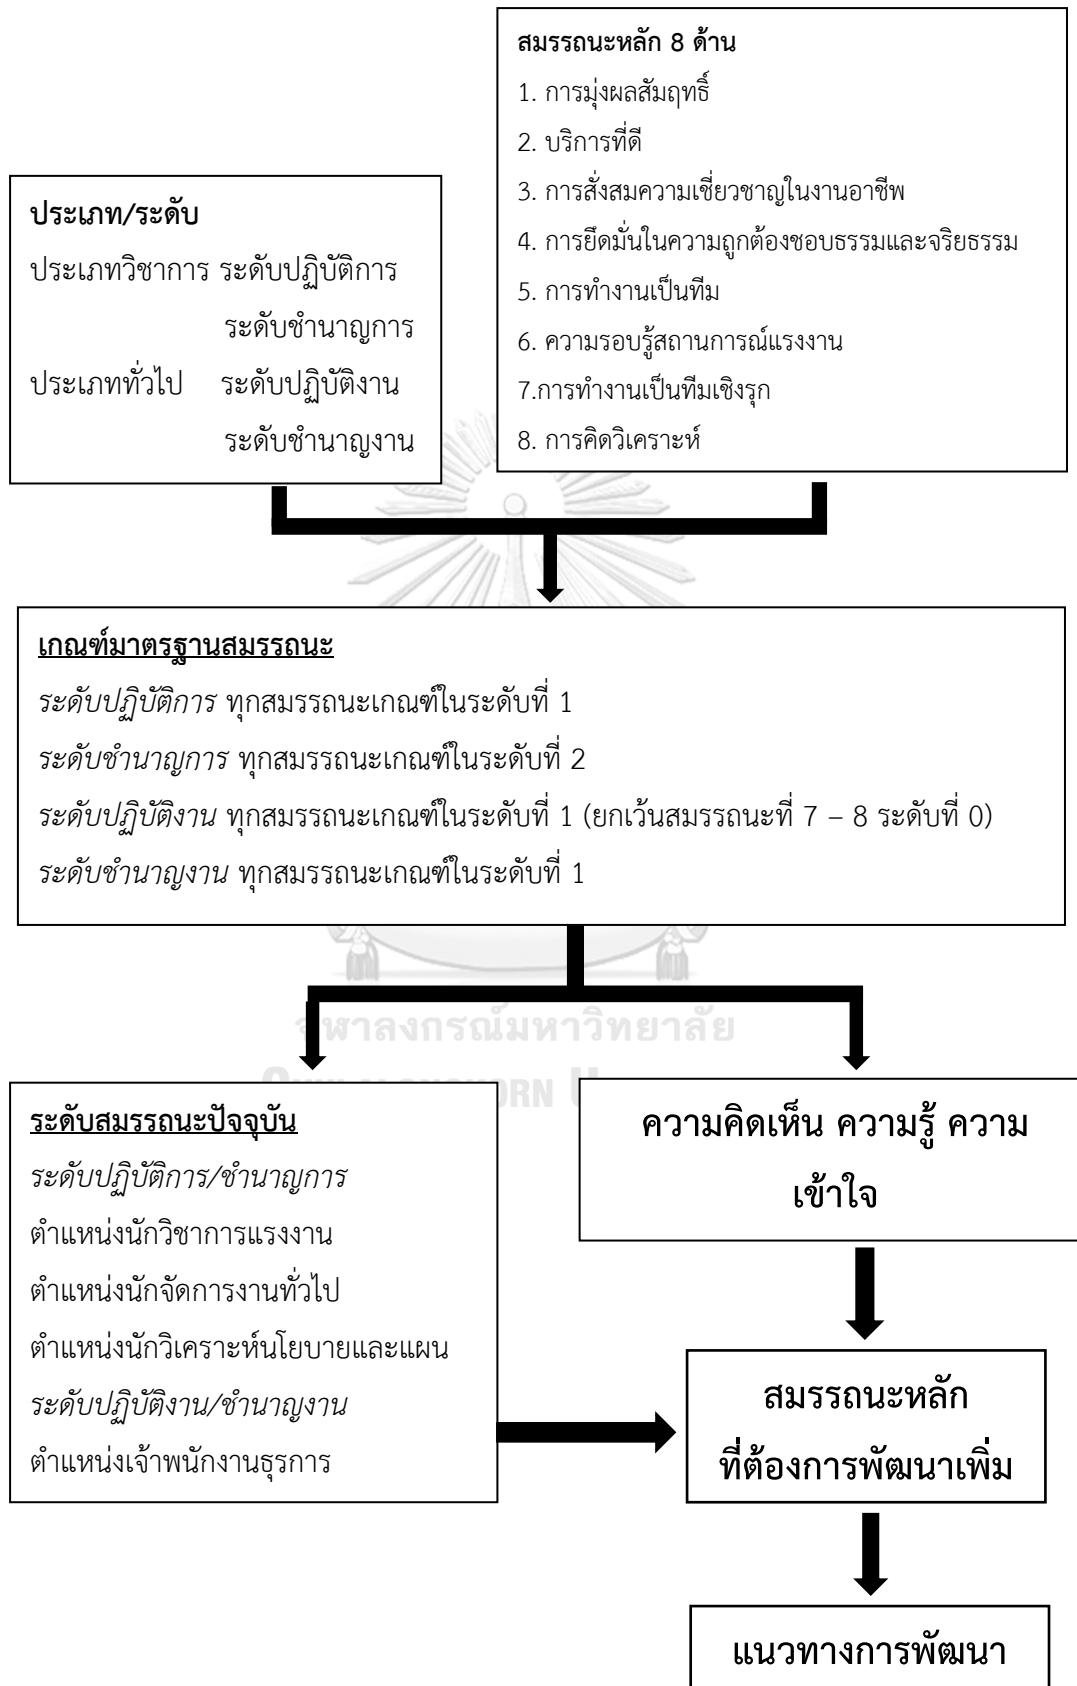 สมรรถนะหลัก 8 ด้าน
1. การมุ่งผลสัมฤทธิ์
2. บริการที่ดี
3. การสั่งสมความเชี่ยวชาญในงานอาชีพ
4. การยึดมั่นในความถูกต้องชอบธรรมและจริยธรรม
5. การทำงานเป็นทีม
6. ความรอบรู้สถานการณ์แรงงาน
7.การทำงานเป็นทีมเชิงรุก
8. การคิดวิเคราะห์
ประเภท/ระดับ
ประเภทวิชาการ ระดับปฏิบัติการ
ระดับชำนาญการ
ประเภททั่วไป ระดับปฏิบัติงาน
ระดับชำนาญงาน
เกณฑ์มาตรฐานสมรรถนะ
ระดับปฏิบัติการ ทุกสมรรถนะเกณฑ์ในระดับที่ 1
ระดับชำนาญการ ทุกสมรรถนะเกณฑ์ในระดับที่ 2
ระดับปฏิบัติงาน ทุกสมรรถนะเกณฑ์ในระดับที่ 1 (ยกเว้นสมรรถนะที่ 7 – 8 ระดับที่ 0)
ระดับชำนาญงาน ทุกสมรรถนะเกณฑ์ในระดับที่ 1
จุฬาลงกรณ์มหาวิทยาลัย
ระดับสมรรถนะปัจจุบัน
ระดับปฏิบัติการ/ชำนาญการ
ตำแหน่งนักวิชาการแรงงาน
ตำแหน่งนักจัดการงานทั่วไป
ตำแหน่งนักวิเคราะห์นโยบายและแผน
ระดับปฏิบัติงาน/ชำนาญงาน
ตำแหน่งเจ้าพนักงานธุรการ
ความคิดเห็น ความรู้ ความ
เข้าใจ
สมรรถนะหลัก
ที่ต้องการพัฒนาเพิ่ม
แนวทางการพัฒนา